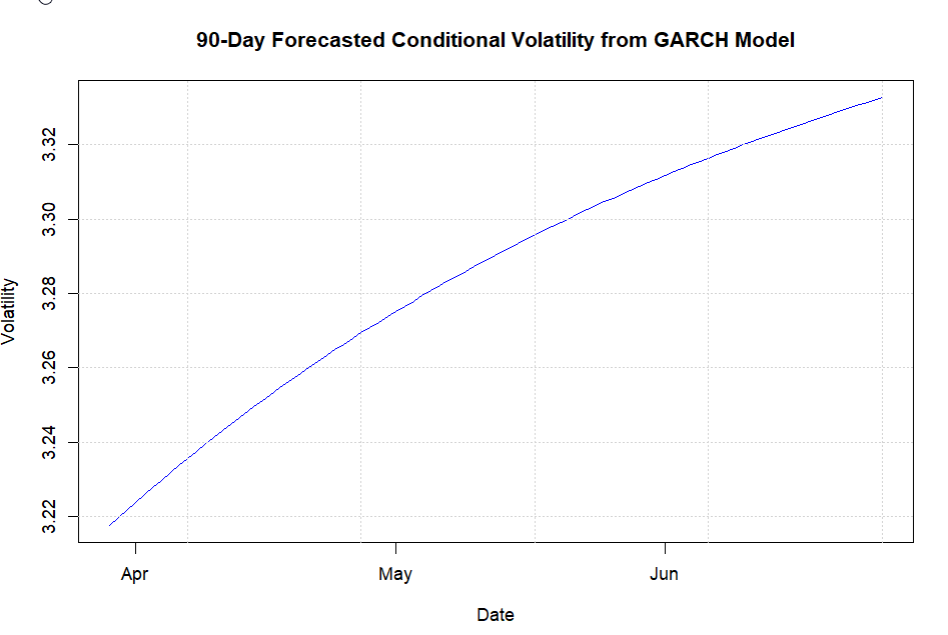 90-Day Forecasted Conditional Volatility from GARCH Model
Volatility
3.32
3.30
3.28
3.26
3.24
3.22
Apr May Jun
Date